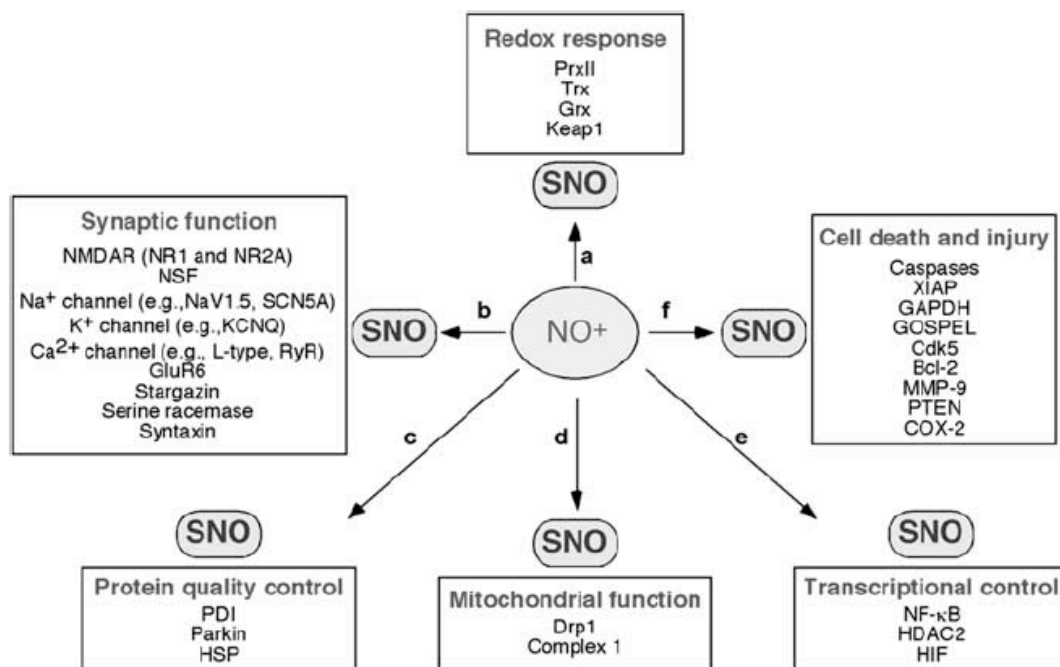 Redox response
PrxII
Trx
Grx
Keap1
SNO
a
Synaptic function
NMDAR (NR1 and NR2A)
NSF
Na+ channel (e.g.,NaV1.5, SCN5A)
K+ channel (e.g.,KCNQ)
Ca2+ channel (e.g., L-type, RyR)
GluR6
Stargazin
Serine racemase
Syntaxin
SNO
b
NO+
f
SNO
Cell death and injury
Caspases
XIAP
GAPDH
GOSPEL
Cdk5
Bcl-2
MMP-9
PTEN
COX-2
c
d
e
SNO
Protein quality control
PDI
Parkin
HSP
SNO
Mitochondrial function
Drp1
Complex 1
SNO
Transcriptional control
NF-κB
HDAC2
HIF